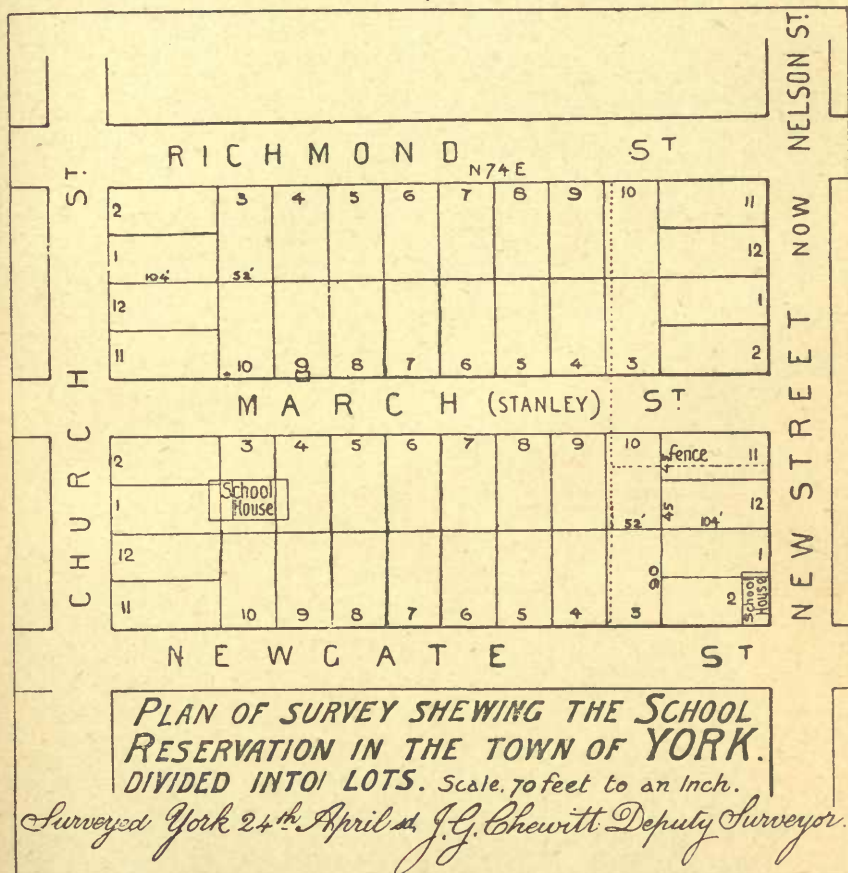 RICHMOND ST
N74E
CHURCH ST.
NEW STREET NOW NELSON ST.
2 3 4 5 6 7 8 9 10 11
1 12
104' 52'
12 1
11 10 9 8 7 6 5 4 3 2
MARCH (STANLEY) ST
2 3 4 5 6 7 8 9 10 fence 11
1 School House 52' 45 104' 12
12 1
11 10 9 8 7 6 5 4 3 2 School House
NEWGATE ST
PLAN OF SURVEY SHEWING THE SCHOOL
RESERVATION IN THE TOWN OF YORK.
DIVIDED INTO LOTS. Scale, 70 feet to an Inch.
Surveyed York 24th April J.G. Chewitt Deputy Surveyor.